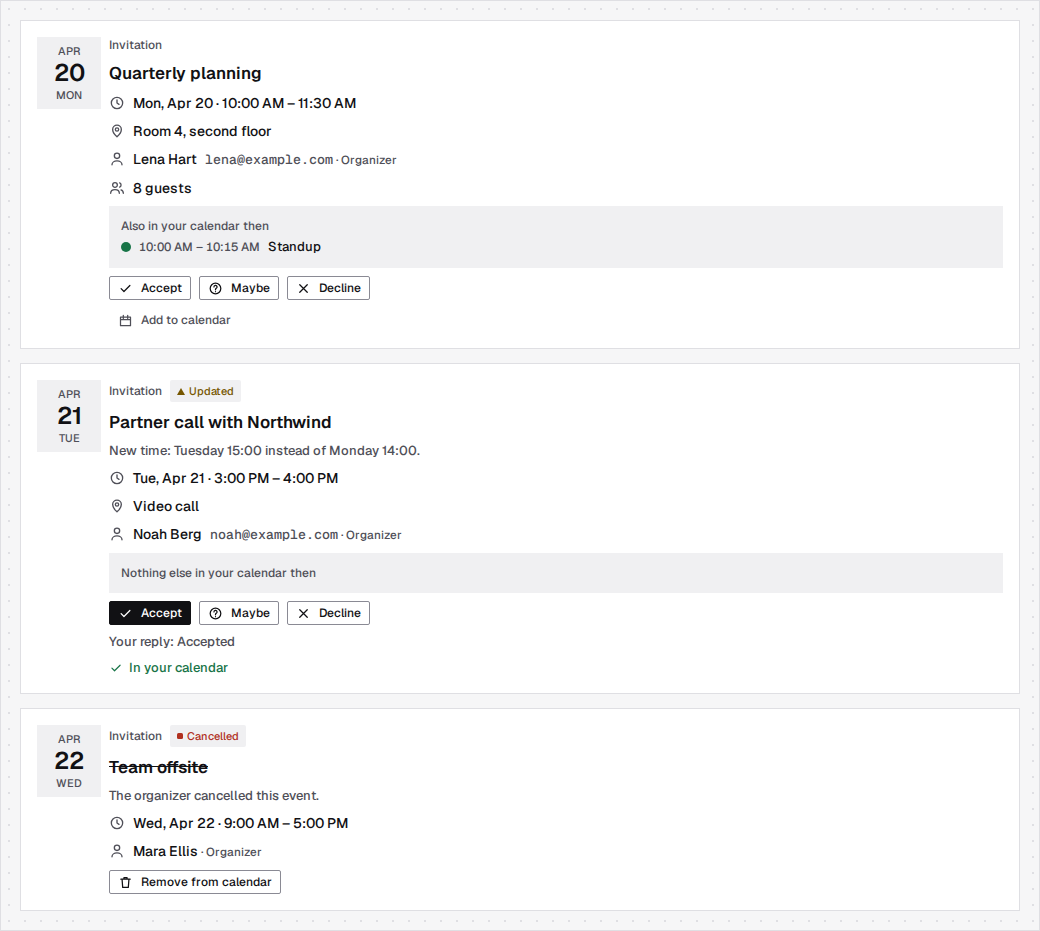 APR
20
MON
Invitation
Quarterly planning
Mon, Apr 20 · 10:00 AM – 11:30 AM
Room 4, second floor
Lena Hart lena@example.com · Organizer
8 guests
Also in your calendar then
10:00 AM – 10:15 AM Standup
Accept Maybe Decline
Add to calendar
APR
21
TUE
Invitation Updated
Partner call with Northwind
New time: Tuesday 15:00 instead of Monday 14:00.
Tue, Apr 21 · 3:00 PM – 4:00 PM
Video call
Noah Berg noah@example.com · Organizer
Nothing else in your calendar then
Accept Maybe Decline
Your reply: Accepted
In your calendar
APR
22
WED
Invitation Cancelled
Team offsite
The organizer cancelled this event.
Wed, Apr 22 · 9:00 AM – 5:00 PM
Mara Ellis · Organizer
Remove from calendar